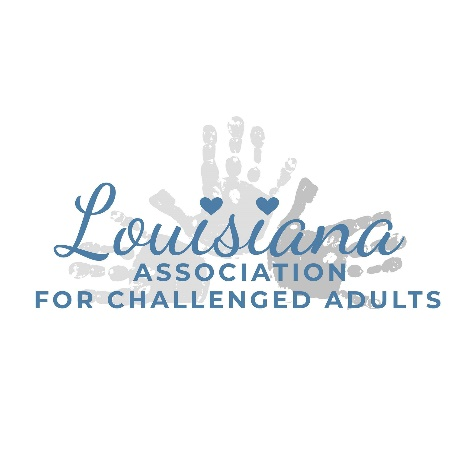 Louisiana
ASSOCIATION
FOR CHALLENGED ADULTS